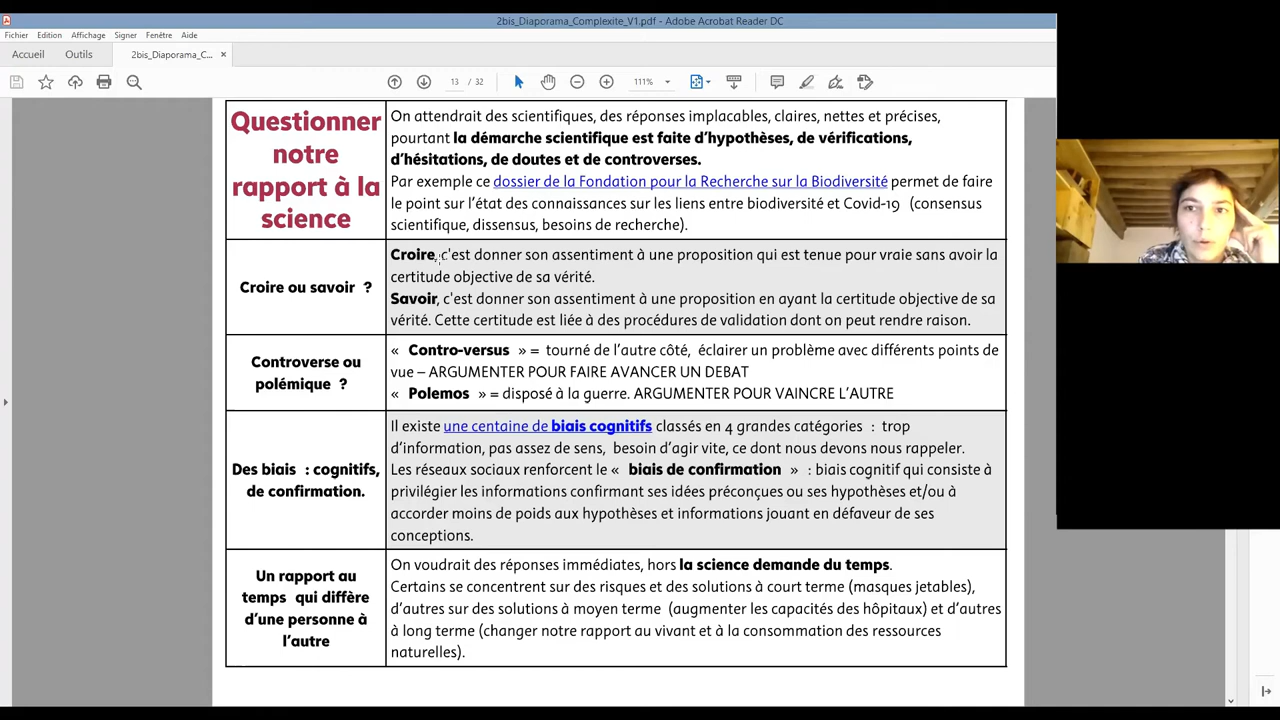 2bis_Diaporama_Complexite_V1.pdf - Adobe Acrobat Reader DC
Fichier Edition Affichage Signer Fenêtre Aide
Accueil Outils 2bis_Diaporama_C... ×
13 / 32 111%
Questionner
notre
rapport à la
science
On attendrait des scientifiques, des réponses implacables, claires, nettes et précises,
pourtant la démarche scientifique est faite d’hypothèses, de vérifications,
d’hésitations, de doutes et de controverses.
Par exemple ce dossier de la Fondation pour la Recherche sur la Biodiversité permet de faire
le point sur l’état des connaissances sur les liens entre biodiversité et Covid-19 (consensus
scientifique, dissensus, besoins de recherche).
Croire ou savoir ?
Croire, c'est donner son assentiment à une proposition qui est tenue pour vraie sans avoir la
certitude objective de sa vérité.
Savoir, c'est donner son assentiment à une proposition en ayant la certitude objective de sa
vérité. Cette certitude est liée à des procédures de validation dont on peut rendre raison.
Controverse ou
polémique ?
« Contro-versus » = tourné de l’autre côté, éclairer un problème avec différents points de
vue – ARGUMENTER POUR FAIRE AVANCER UN DEBAT
« Polemos » = disposé à la guerre. ARGUMENTER POUR VAINCRE L’AUTRE
Des biais : cognitifs,
de confirmation.
Il existe une centaine de biais cognitifs classés en 4 grandes catégories : trop
d’information, pas assez de sens, besoin d’agir vite, ce dont nous devons nous rappeler.
Les réseaux sociaux renforcent le « biais de confirmation » : biais cognitif qui consiste à
privilégier les informations confirmant ses idées préconçues ou ses hypothèses et/ou à
accorder moins de poids aux hypothèses et informations jouant en défaveur de ses
conceptions.
Un rapport au
temps qui diffère
d’une personne à
l’autre
On voudrait des réponses immédiates, hors la science demande du temps.
Certains se concentrent sur des risques et des solutions à court terme (masques jetables),
d’autres sur des solutions à moyen terme (augmenter les capacités des hôpitaux) et d’autres
à long terme (changer notre rapport au vivant et à la consommation des ressources
naturelles).